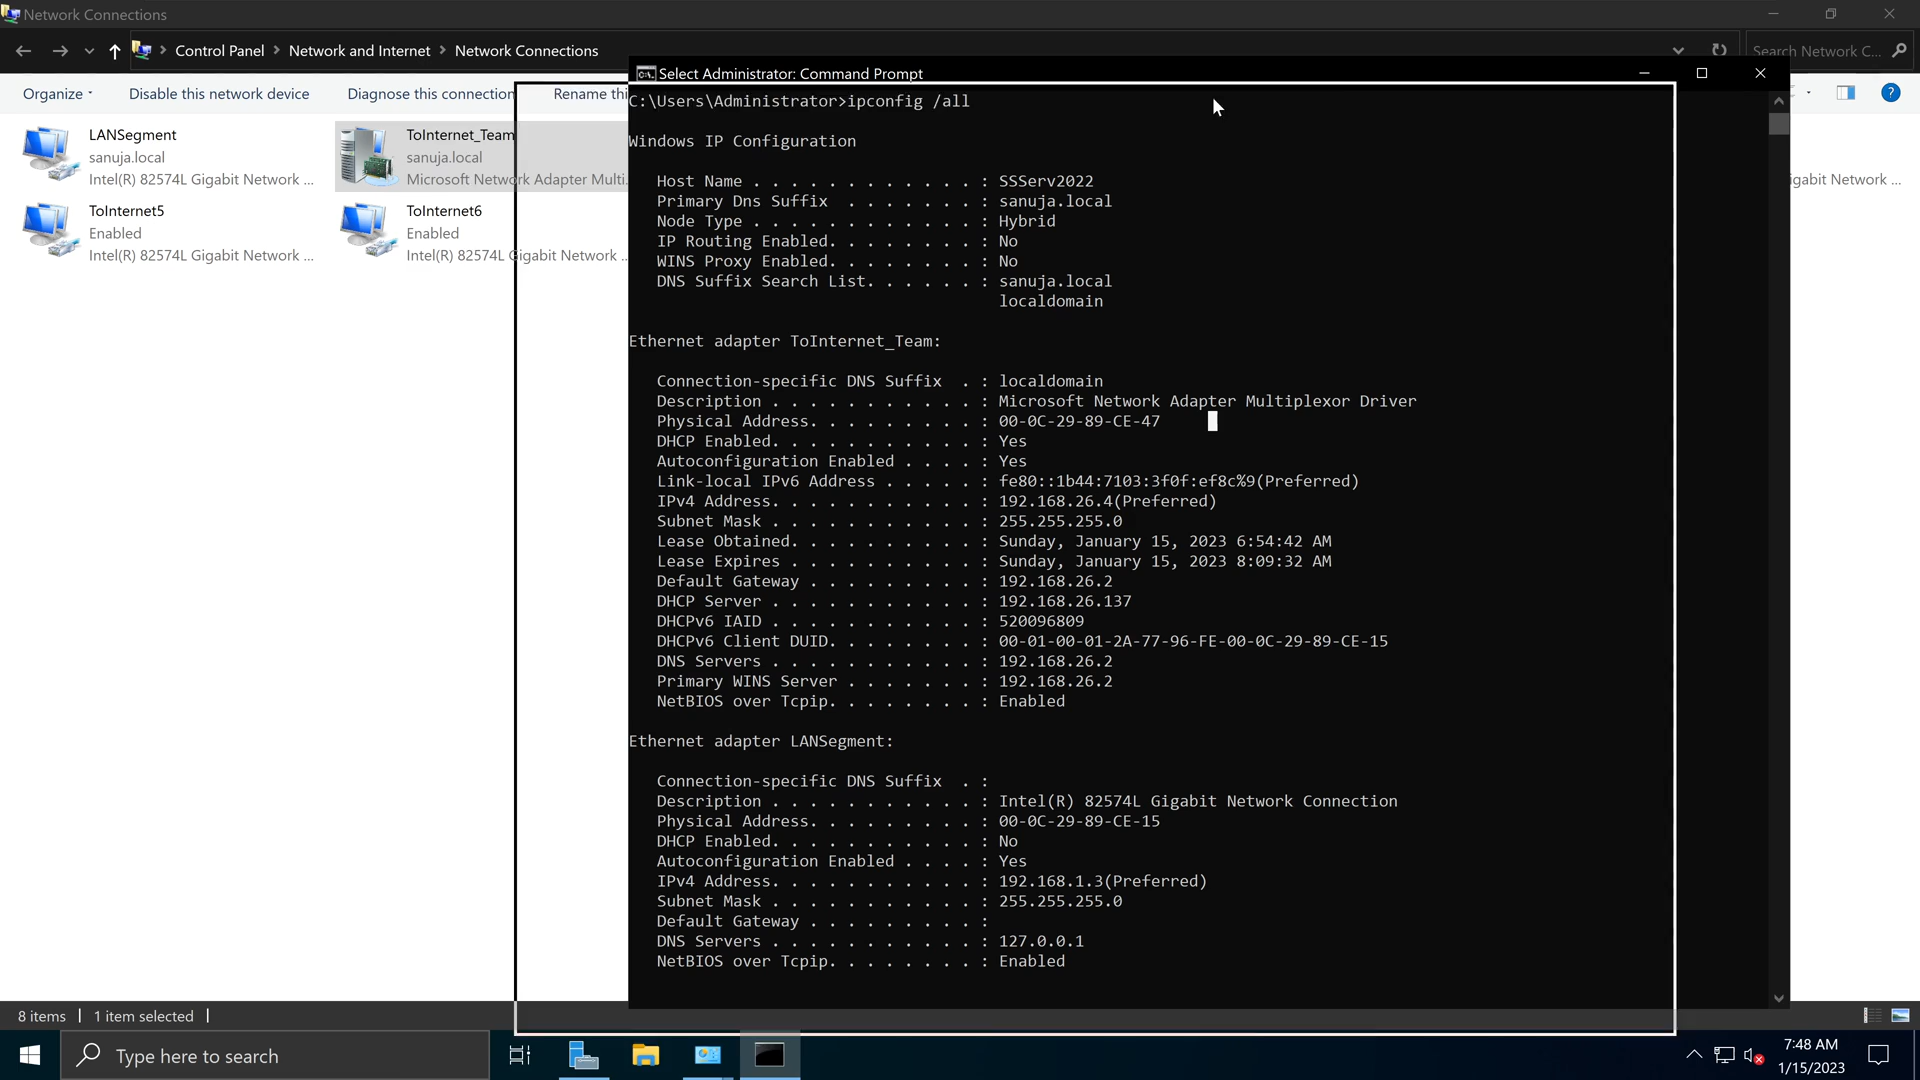 Network Connections
Control Panel > Network and Internet > Network Connections
Search Network C...
Organize
Disable this network device
Diagnose this connection
Rename thi
LANSegment
sanuja.local
Intel(R) 82574L Gigabit Network ...
ToInternet_Team
sanuja.local
Microsoft Network Adapter Multi.
ToInternet5
Enabled
Intel(R) 82574L Gigabit Network ...
ToInternet6
Enabled
Intel(R) 82574L Gigabit Network ..
igabit Network ...
Select Administrator: Command Prompt
C:\Users\Administrator>ipconfig /all
Windows IP Configuration
Host Name . . . . . . . . . . . . : SSServ2022
Primary Dns Suffix  . . . . . . . : sanuja.local
Node Type . . . . . . . . . . . . : Hybrid
IP Routing Enabled. . . . . . . . : No
WINS Proxy Enabled. . . . . . . . : No
DNS Suffix Search List. . . . . . : sanuja.local
localdomain
Ethernet adapter ToInternet_Team:
Connection-specific DNS Suffix  . : localdomain
Description . . . . . . . . . . . : Microsoft Network Adapter Multiplexor Driver
Physical Address. . . . . . . . . : 00-0C-29-89-CE-47
DHCP Enabled. . . . . . . . . . . : Yes
Autoconfiguration Enabled . . . . : Yes
Link-local IPv6 Address . . . . . : fe80::1b44:7103:3f0f:ef8c%9(Preferred)
IPv4 Address. . . . . . . . . . . : 192.168.26.4(Preferred)
Subnet Mask . . . . . . . . . . . : 255.255.255.0
Lease Obtained. . . . . . . . . . : Sunday, January 15, 2023 6:54:42 AM
Lease Expires . . . . . . . . . . : Sunday, January 15, 2023 8:09:32 AM
Default Gateway . . . . . . . . . : 192.168.26.2
DHCP Server . . . . . . . . . . . : 192.168.26.137
DHCPv6 IAID . . . . . . . . . . . : 520096809
DHCPv6 Client DUID. . . . . . . . : 00-01-00-01-2A-77-96-FE-00-0C-29-89-CE-15
DNS Servers . . . . . . . . . . . : 192.168.26.2
Primary WINS Server . . . . . . . : 192.168.26.2
NetBIOS over Tcpip. . . . . . . . : Enabled
Ethernet adapter LANSegment:
Connection-specific DNS Suffix  . :
Description . . . . . . . . . . . : Intel(R) 82574L Gigabit Network Connection
Physical Address. . . . . . . . . : 00-0C-29-89-CE-15
DHCP Enabled. . . . . . . . . . . : No
Autoconfiguration Enabled . . . . : Yes
IPv4 Address. . . . . . . . . . . : 192.168.1.3(Preferred)
Subnet Mask . . . . . . . . . . . : 255.255.255.0
Default Gateway . . . . . . . . . :
DNS Servers . . . . . . . . . . . : 127.0.0.1
NetBIOS over Tcpip. . . . . . . . : Enabled
8 items
1 item selected
Type here to search
7:48 AM
1/15/2023